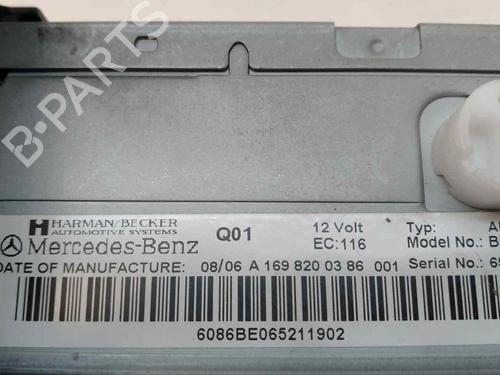 B-PARTS
HARMAN/BECKER
AUTOMOTIVE SYSTEMS
Mercedes-Benz Q01 12 Volt Typ:
EC:116 Model No.:
DATE OF MANUFACTURE: 08/06 A 169 820 03 86 001 Serial No.:
6086BE065211902